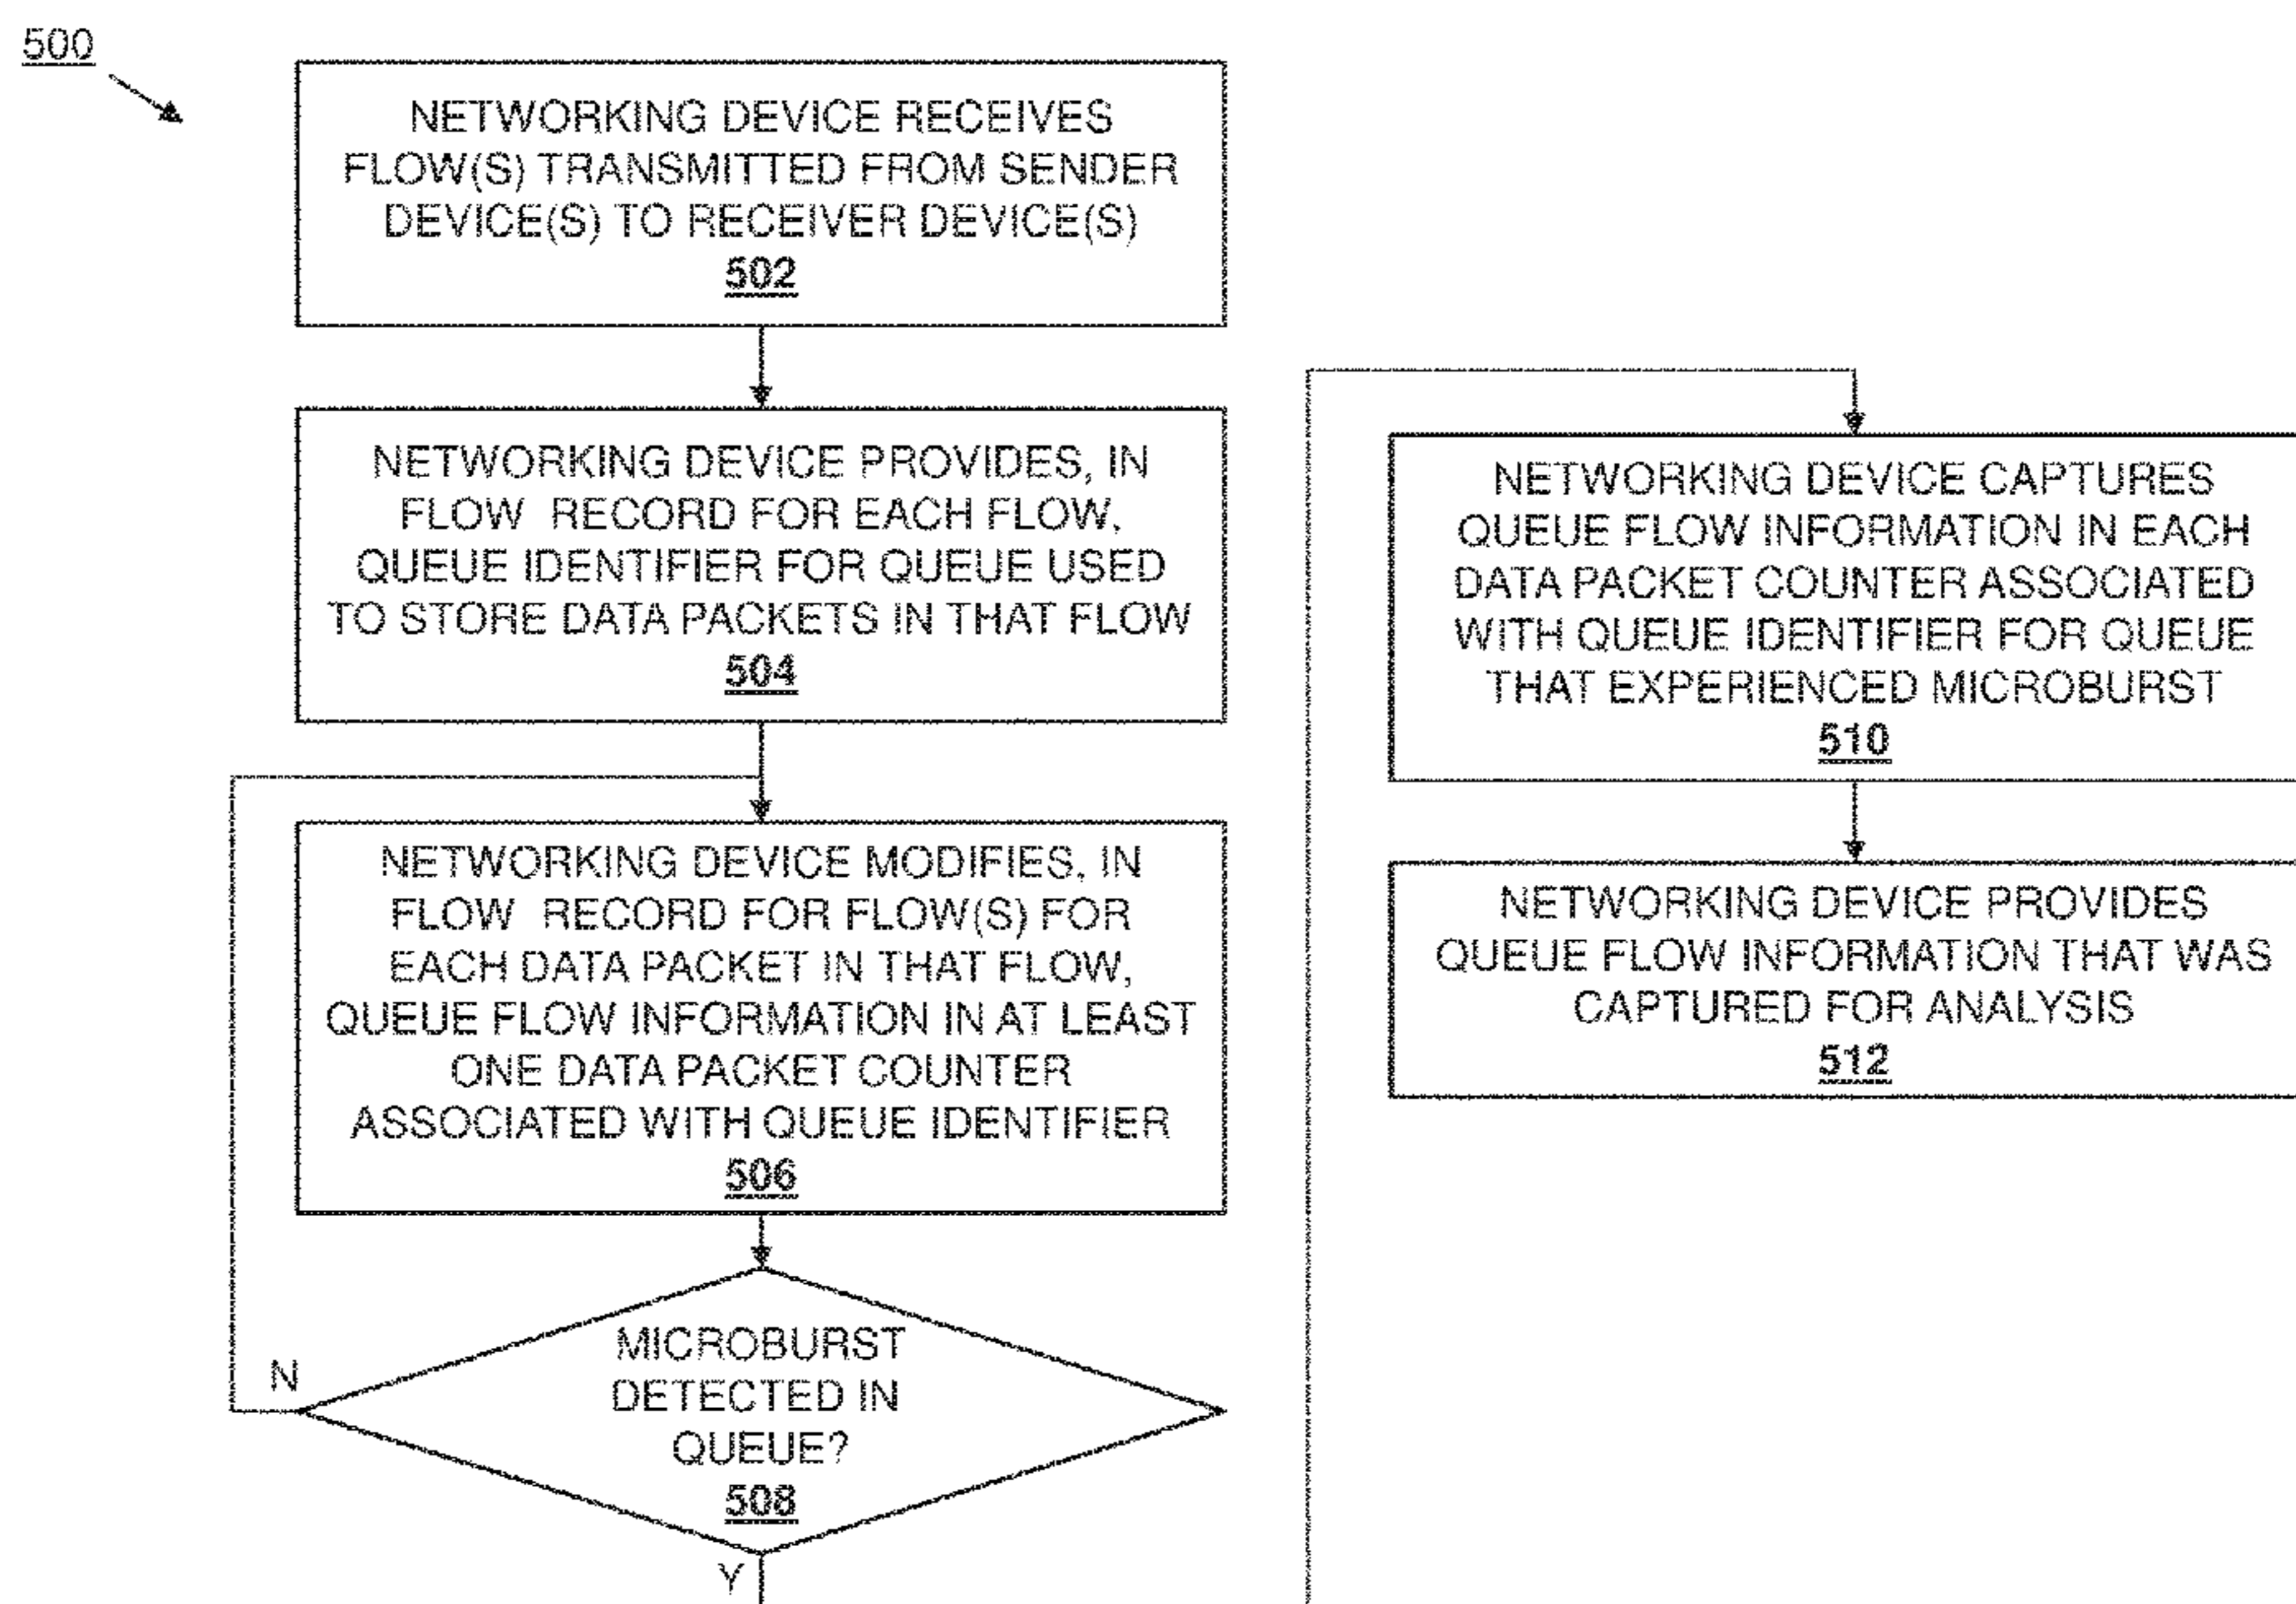 500
NETWORKING DEVICE RECEIVES
FLOW(S) TRANSMITTED FROM SENDER
DEVICE(S) TO RECEIVER DEVICE(S)
502
NETWORKING DEVICE PROVIDES, IN
FLOW RECORD FOR EACH FLOW,
QUEUE IDENTIFIER FOR QUEUE USED
TO STORE DATA PACKETS IN THAT FLOW
504
NETWORKING DEVICE MODIFIES, IN
FLOW RECORD FOR FLOW(S) FOR
EACH DATA PACKET IN THAT FLOW,
QUEUE FLOW INFORMATION IN AT LEAST
ONE DATA PACKET COUNTER
ASSOCIATED WITH QUEUE IDENTIFIER
506
MICROBURST
DETECTED IN
QUEUE?
508
N
Y
NETWORKING DEVICE CAPTURES
QUEUE FLOW INFORMATION IN EACH
DATA PACKET COUNTER ASSOCIATED
WITH QUEUE IDENTIFIER FOR QUEUE
THAT EXPERIENCED MICROBURST
510
NETWORKING DEVICE PROVIDES
QUEUE FLOW INFORMATION THAT WAS
CAPTURED FOR ANALYSIS
512